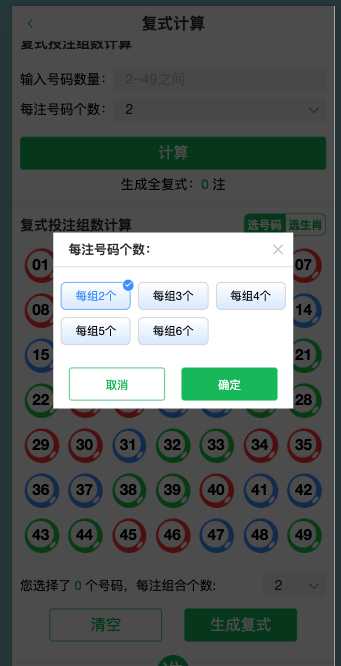 复式计算
复式投注组数计算
输入号码数量： 2~49之间
每注号码个数： 2
计算
生成全复式：0 注
复式投注组数计算 选号码 选生肖
每注号码个数：
01 07
每组2个 每组3个 每组4个
08 14
每组5个 每组6个
15 21
取消 确定
22 28
29 30 31 32 33 34 35
36 37 38 39 40 41 42
43 44 45 46 47 48 49
您选择了 0 个号码，每注组合个数： 2
清空 生成复式